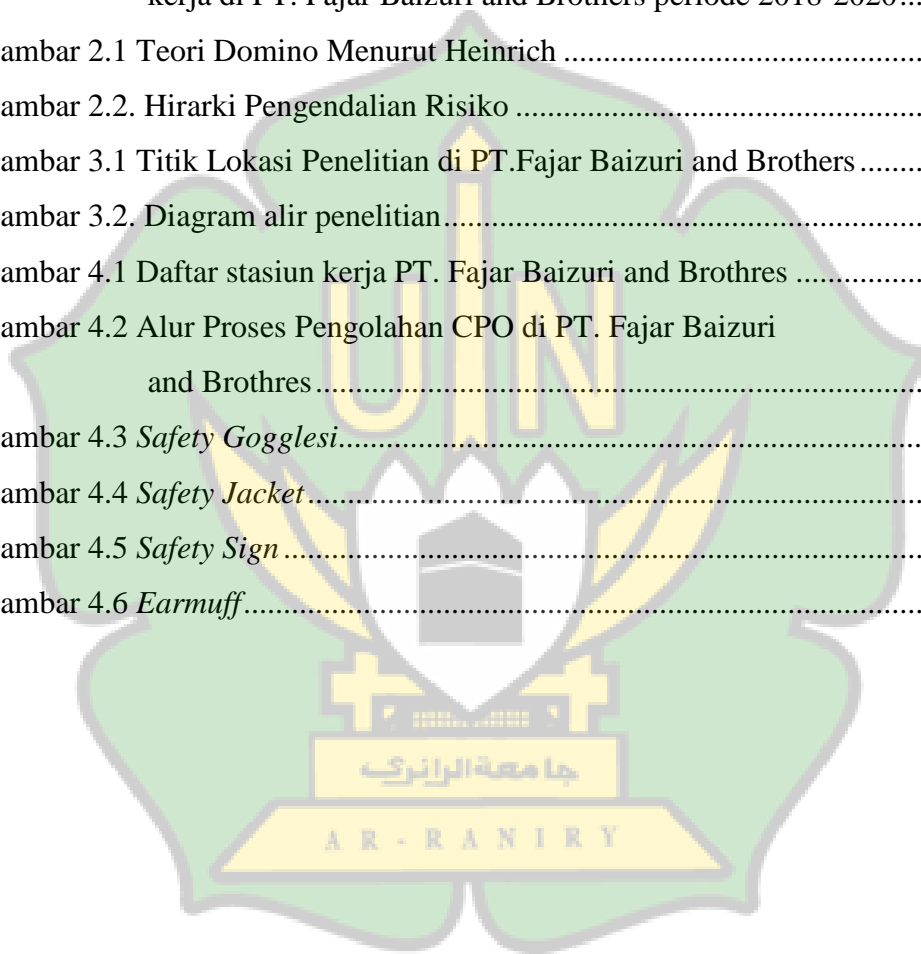 kerja di PT. Fajar Baizuri and Brothers periode 2018-2020...
ambar 2.1 Teori Domino Menurut Heinrich ........................................
ambar 2.2. Hirarki Pengendalian Risiko ..............................................
ambar 3.1 Titik Lokasi Penelitian di PT.Fajar Baizuri and Brothers ........
ambar 3.2. Diagram alir penelitian.......................................................
ambar 4.1 Daftar stasiun kerja PT. Fajar Baizuri and Brothres ...............
ambar 4.2 Alur Proses Pengolahan CPO di PT. Fajar Baizuri
and Brothres.......................................................................
ambar 4.3 Safety Gogglesi...................................................................
ambar 4.4 Safety Jacket.......................................................................
ambar 4.5 Safety Sign ..........................................................................
ambar 4.6 Earmuff...............................................................................
UIN
جامعة الرانري
AR-RANIRY